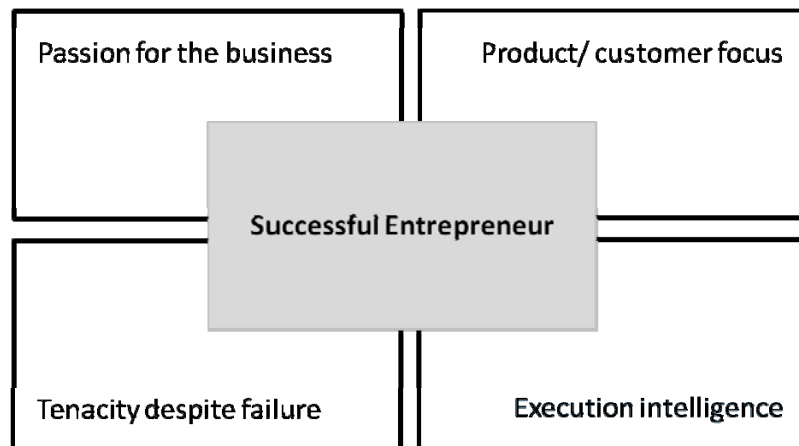 Passion for the business
Product/ customer focus
Successful Entrepreneur
Tenacity despite failure
Execution intelligence